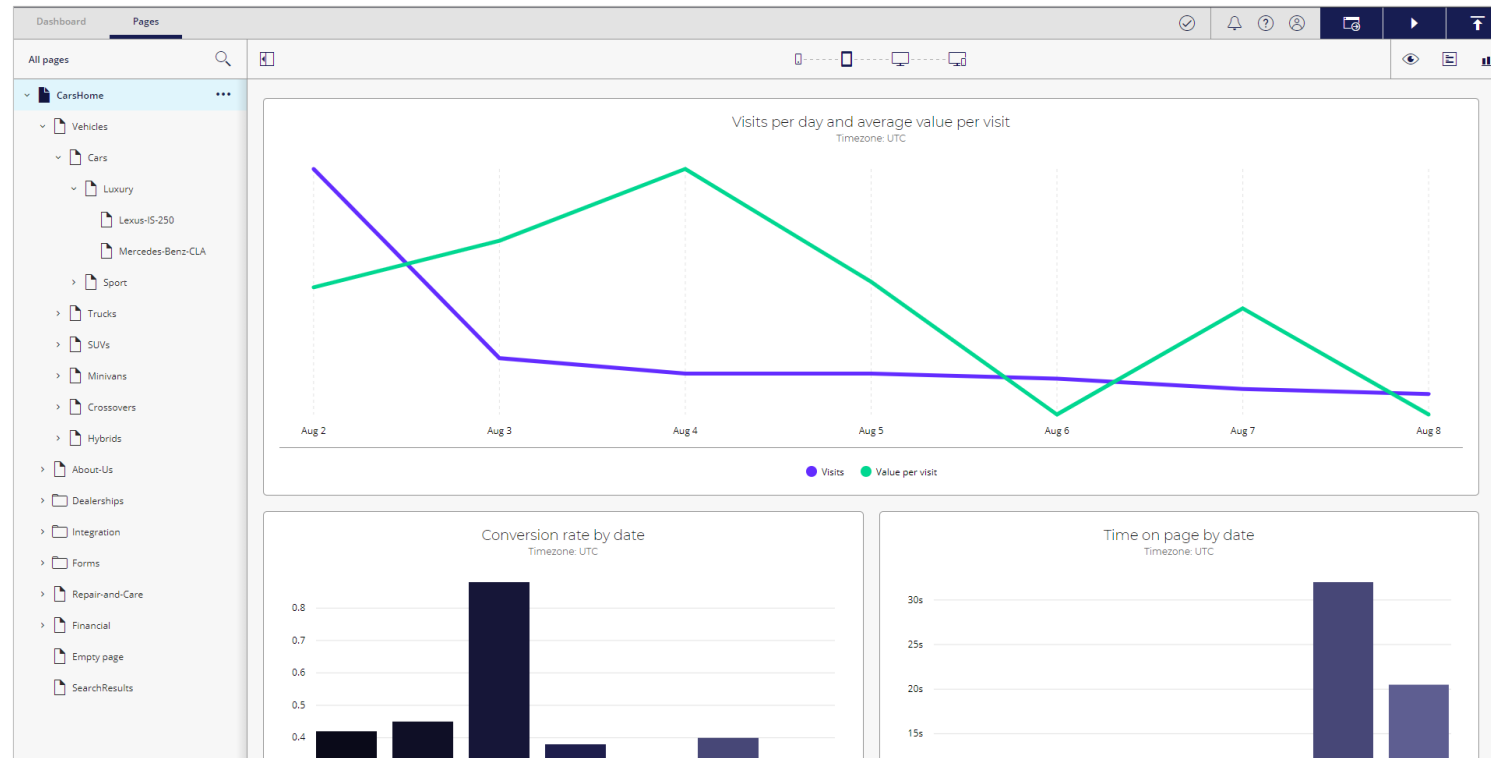 Dashboard
Pages
All pages
CarsHome
Vehicles
Cars
Luxury
Lexus-IS-250
Mercedes-Benz-CLA
Sport
Trucks
SUVs
Minivans
Crossovers
Hybrids
About-Us
Dealerships
Integration
Forms
Repair-and-Care
Financial
Empty page
SearchResults
Visits per day and average value per visit
Timezone: UTC
Aug 2 Aug 3 Aug 4 Aug 5 Aug 6 Aug 7 Aug 8
Visits Value per visit
Conversion rate by date
Timezone: UTC
0.8
0.7
0.6
0.5
0.4
Time on page by date
Timezone: UTC
30s
25s
20s
15s